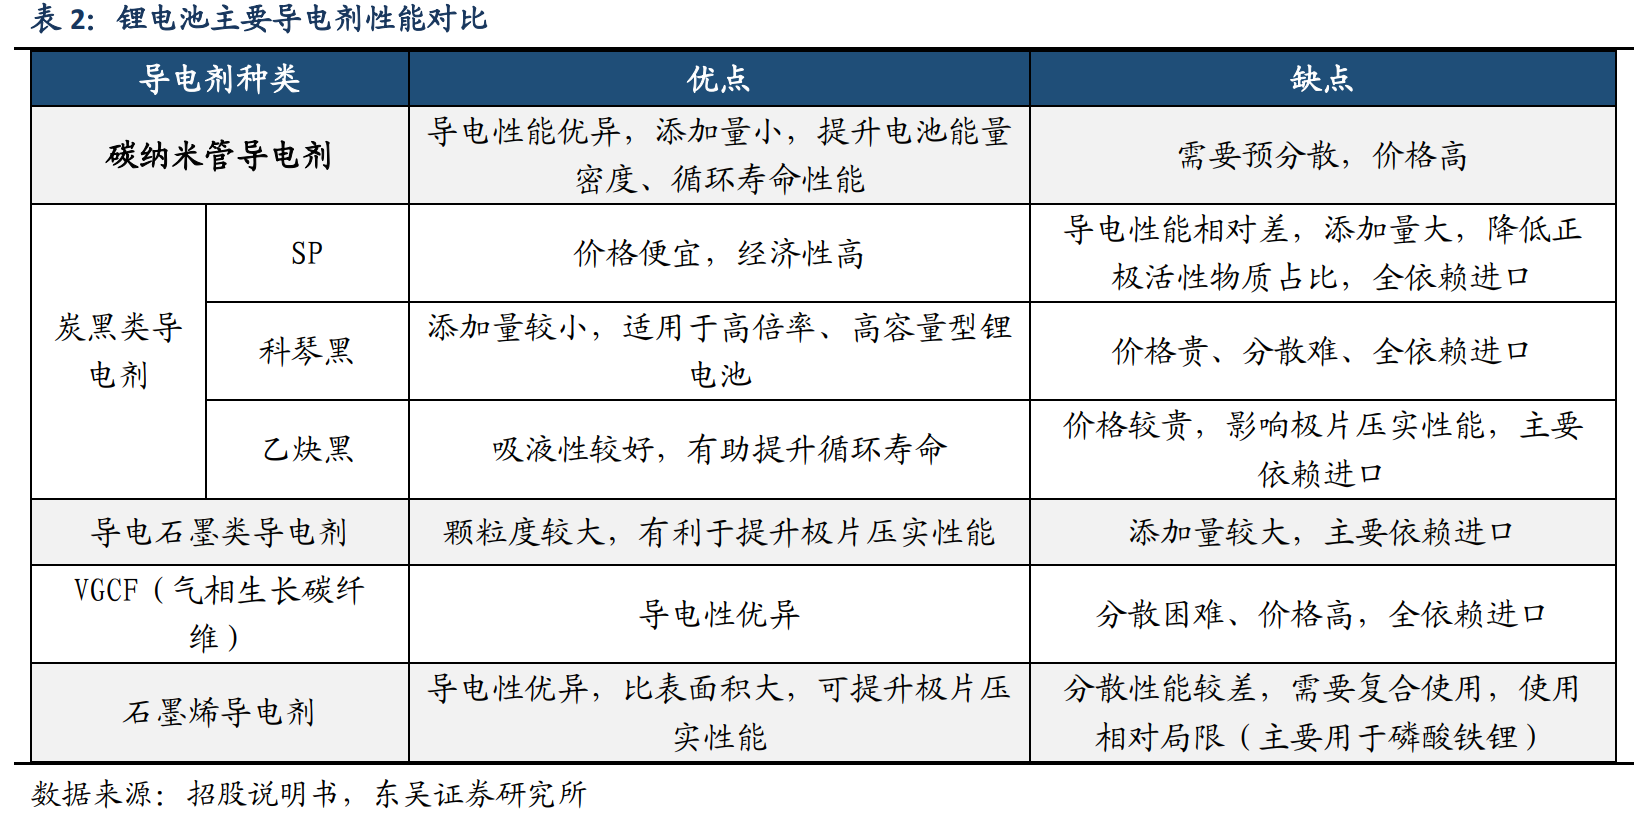 表 2：锂电池主要导电剂性能对比
导电剂种类
优点
缺点
碳纳米管导电剂
导电性能优异，添加量小，提升电池能量
密度、循环寿命性能
需要预分散，价格高
炭黑类导
电剂
SP
价格便宜，经济性高
导电性能相对差，添加量大，降低正
极活性物质占比，全依赖进口
科琴黑
添加量较小，适用于高倍率、高容量型锂
电池
价格贵、分散难、全依赖进口
乙炔黑
吸液性较好，有助提升循环寿命
价格较贵，影响极片压实性能，主要
依赖进口
导电石墨类导电剂
颗粒度较大，有利于提升极片压实性能
添加量较大，主要依赖进口
VGCF（气相生长碳纤
维）
导电性优异
分散困难、价格高，全依赖进口
石墨烯导电剂
导电性优异，比表面积大，可提升极片压
实性能
分散性能较差，需要复合使用，使用
相对局限（主要用于磷酸铁锂）
数据来源：招股说明书，东吴证券研究所